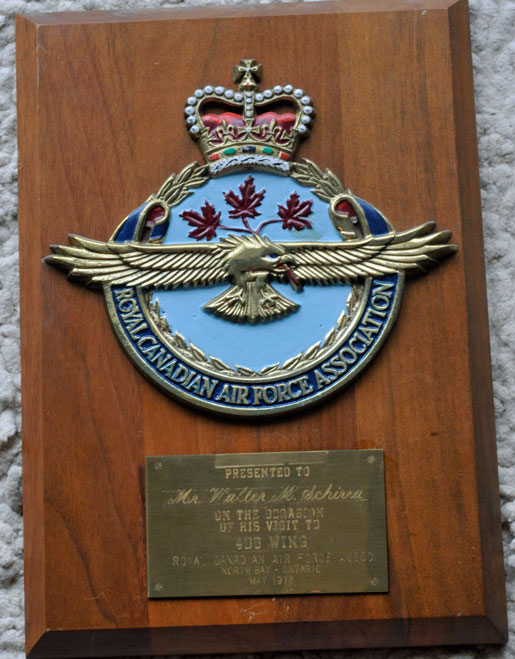 ROYAL CANADIAN AIR FORCE ASSOCIATION
PRESENTED TO
Mr. Walter M. Schirra
ON THE OCCASION
OF HIS VISIT TO
406 WING
ROYAL CANADIAN AIR FORCE ASSOC.
NORTH BAY - ONTARIO
MAY 1978